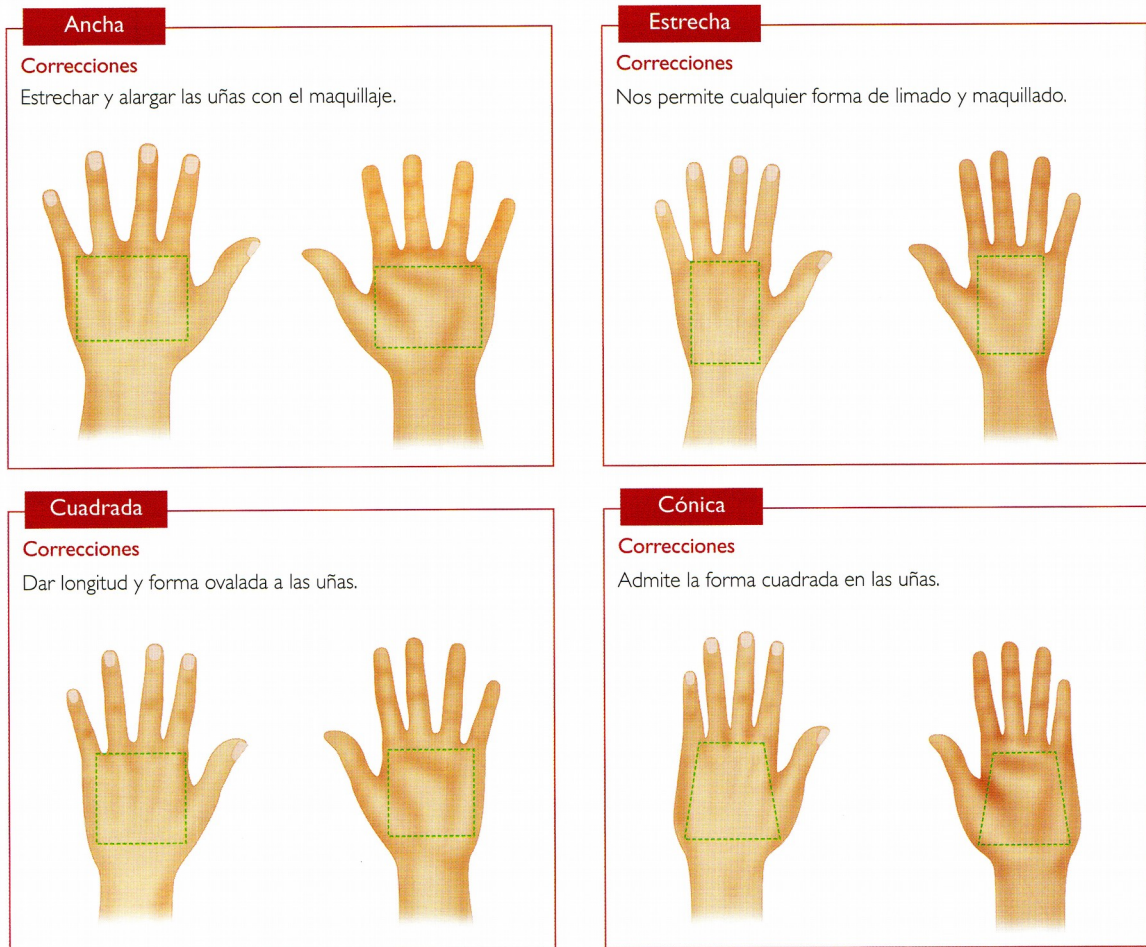 Ancha
Correcciones
Estrechar y alargar las uñas con el maquillaje.
Estrecha
Correcciones
Nos permite cualquier forma de limado y maquillado.
Cuadrada
Correcciones
Dar longitud y forma ovalada a las uñas.
Cónica
Correcciones
Admite la forma cuadrada en las uñas.